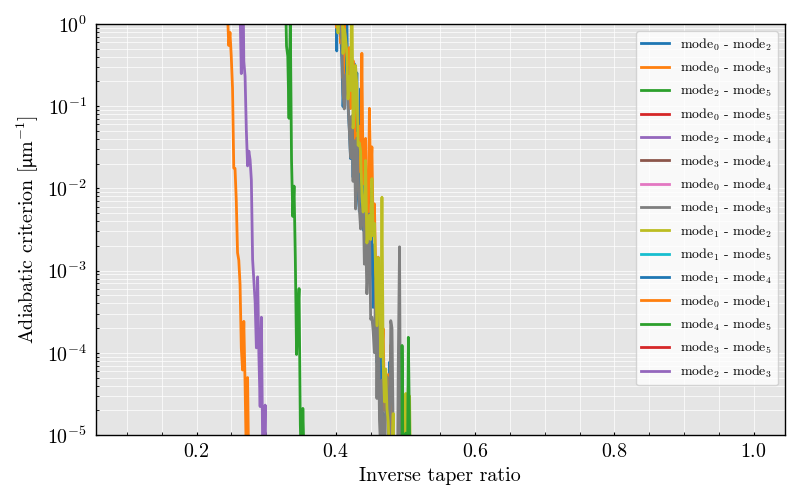 10⁰
10⁻¹
10⁻²
10⁻³
10⁻⁴
10⁻⁵
Adiabatic criterion [µm⁻¹]
0.2 0.4 0.6 0.8 1.0
Inverse taper ratio
mode₀ - mode₂
mode₀ - mode₃
mode₂ - mode₅
mode₀ - mode₅
mode₂ - mode₄
mode₃ - mode₄
mode₀ - mode₄
mode₁ - mode₃
mode₁ - mode₂
mode₁ - mode₅
mode₁ - mode₄
mode₀ - mode₁
mode₄ - mode₅
mode₃ - mode₅
mode₂ - mode₃